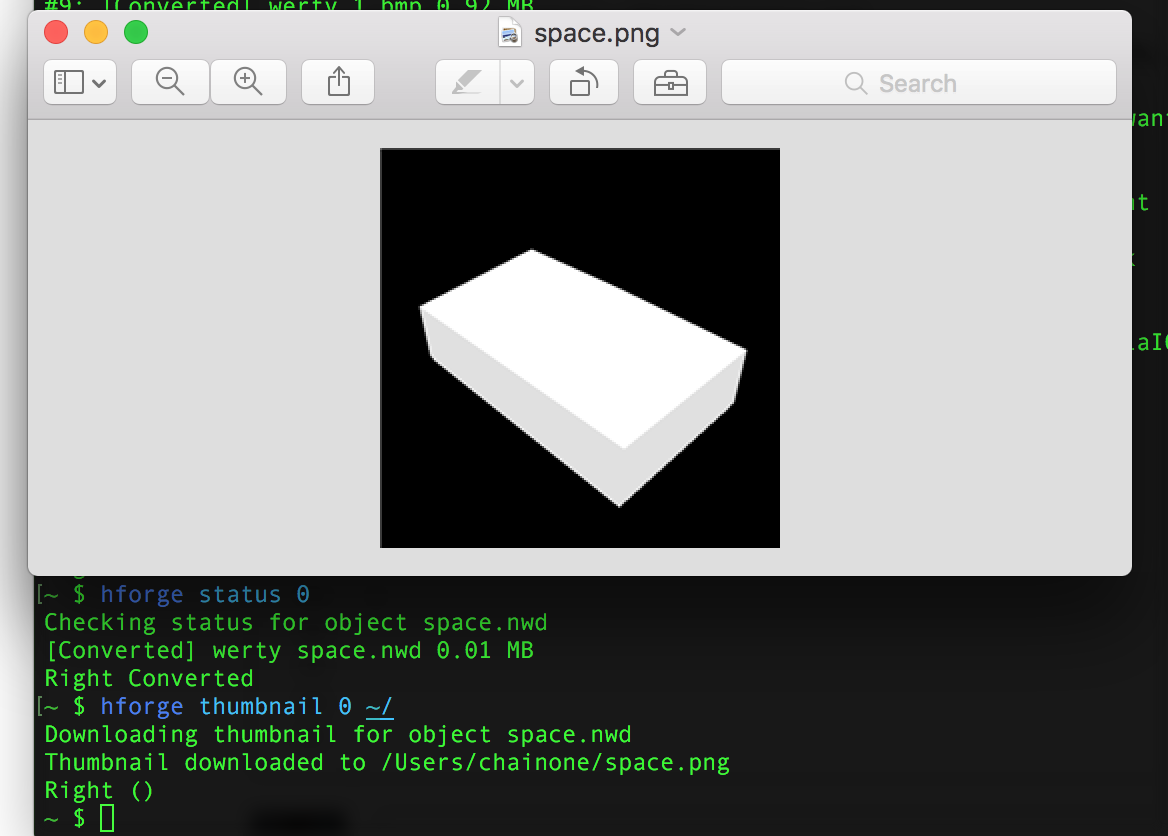 #9: [Converted] werty 1.bmp 0.92 MB
space.png
Search
[~ $ hforge status 0
Checking status for object space.nwd
[Converted] werty space.nwd 0.01 MB
Right Converted
[~ $ hforge thumbnail 0 ~/
Downloading thumbnail for object space.nwd
Thumbnail downloaded to /Users/chainone/space.png
Right ()
~ $